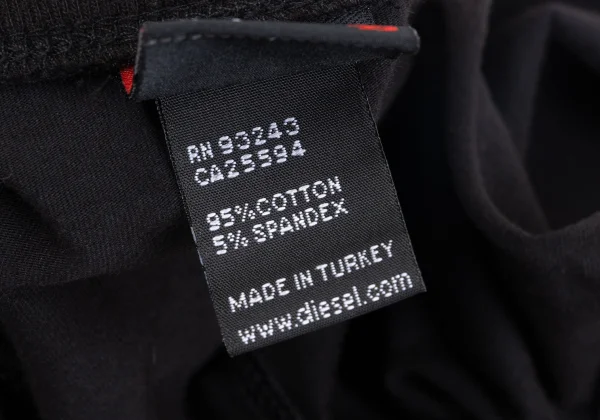 RN 93243
CA25594
95%COTTON
5% SPANDEX
MADE IN TURKEY
www.diesel.com